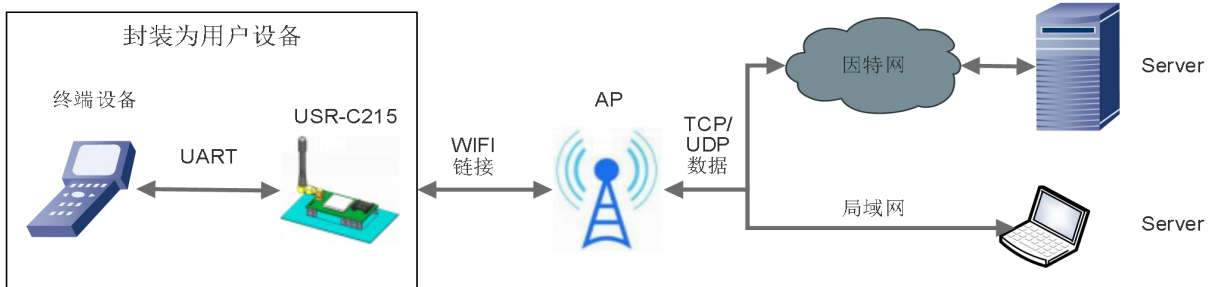 封装为用户设备
终端设备
USR-C215
UART
WIFI
链接
AP
TCP/
UDP
数据
因特网
Server
局域网
Server